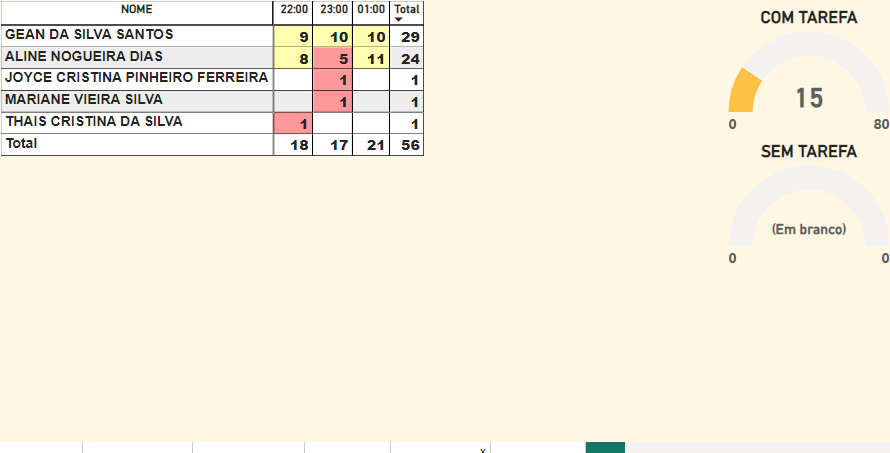 NOME 22:00 23:00 01:00 Total
GEAN DA SILVA SANTOS 9 10 10 29
ALINE NOGUEIRA DIAS 8 5 11 24
JOYCE CRISTINA PINHEIRO FERREIRA 1 1
MARIANE VIEIRA SILVA 1 1
THAIS CRISTINA DA SILVA 1 1
Total 18 17 21 56
COM TAREFA
15
0 80
SEM TAREFA
(Em branco)
0 0
x